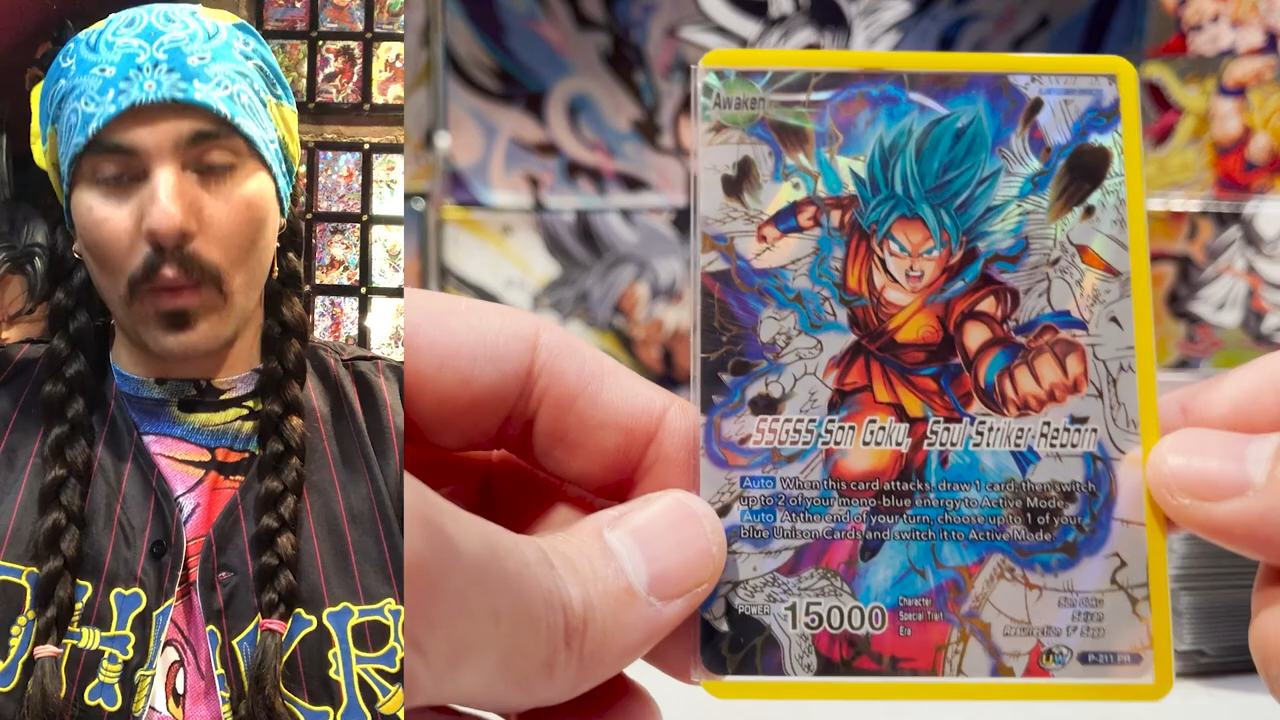 Awaken
SSGSS Son Goku, Soul Striker Reborn
Auto When this card attacks, draw 1 card, then switch
up to 2 of your mono-blue energy to Active Mode.
Auto At the end of your turn, choose up to 1 of your
blue Unison Cards and switch it to Active Mode.
POWER 15000
Character Son Goku
Special Trait Saiyan
Era Resurrection 'F' Saga
UW P-211 PR